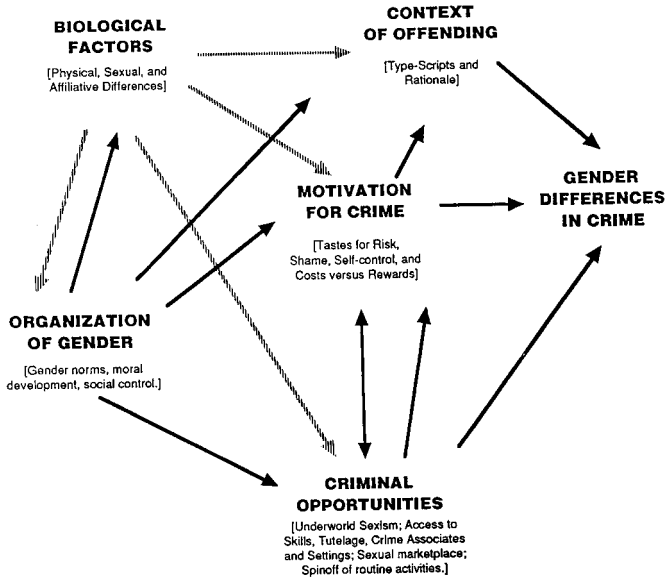 BIOLOGICAL
FACTORS
[Physical, Sexual, and
Affiliative Differences]
CONTEXT
OF OFFENDING
[Type-Scripts and
Rationale]
MOTIVATION
FOR CRIME
[Tastes for Risk,
Shame, Self-control, and
Costs versus Rewards]
GENDER
DIFFERENCES
IN CRIME
ORGANIZATION
OF GENDER
[Gender norms, moral
development, social control.]
CRIMINAL
OPPORTUNITIES
[Underworld Sexism; Access to
Skills, Tutelage, Crime Associates
and Settings; Sexual marketplace;
Spinoff of routine activities.]